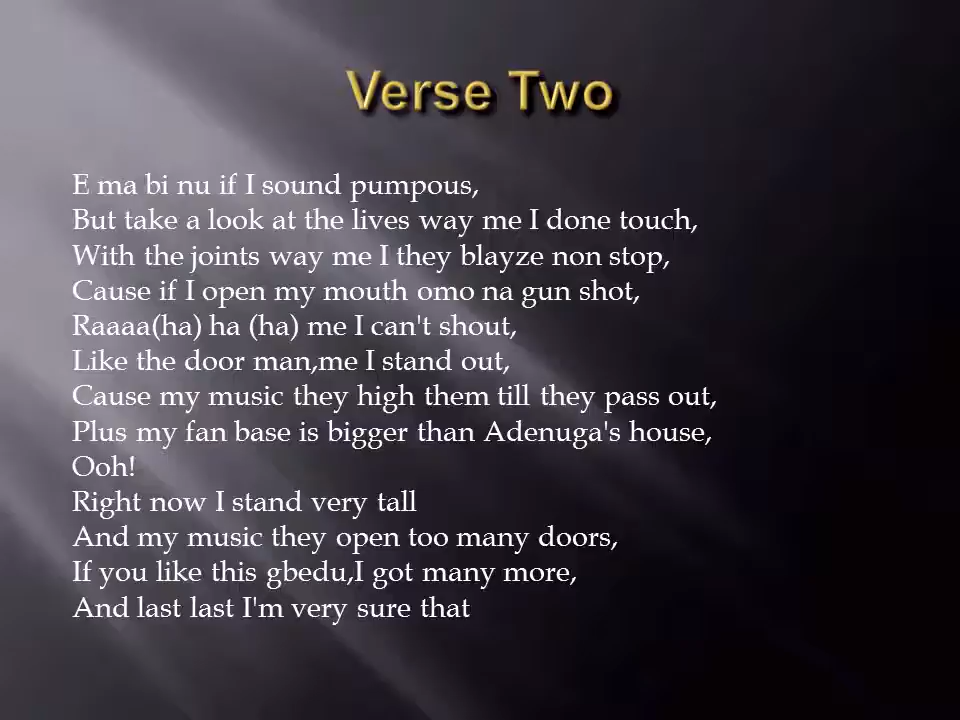 Verse Two
E ma bi nu if I sound pumpous,
But take a look at the lives way me I done touch,
With the joints way me I they blayze non stop,
Cause if I open my mouth omo na gun shot,
Raaaa(ha) ha (ha) me I can't shout,
Like the door man,me I stand out,
Cause my music they high them till they pass out,
Plus my fan base is bigger than Adenuga's house,
Ooh!
Right now I stand very tall
And my music they open too many doors,
If you like this gbedu,I got many more,
And last last I'm very sure that